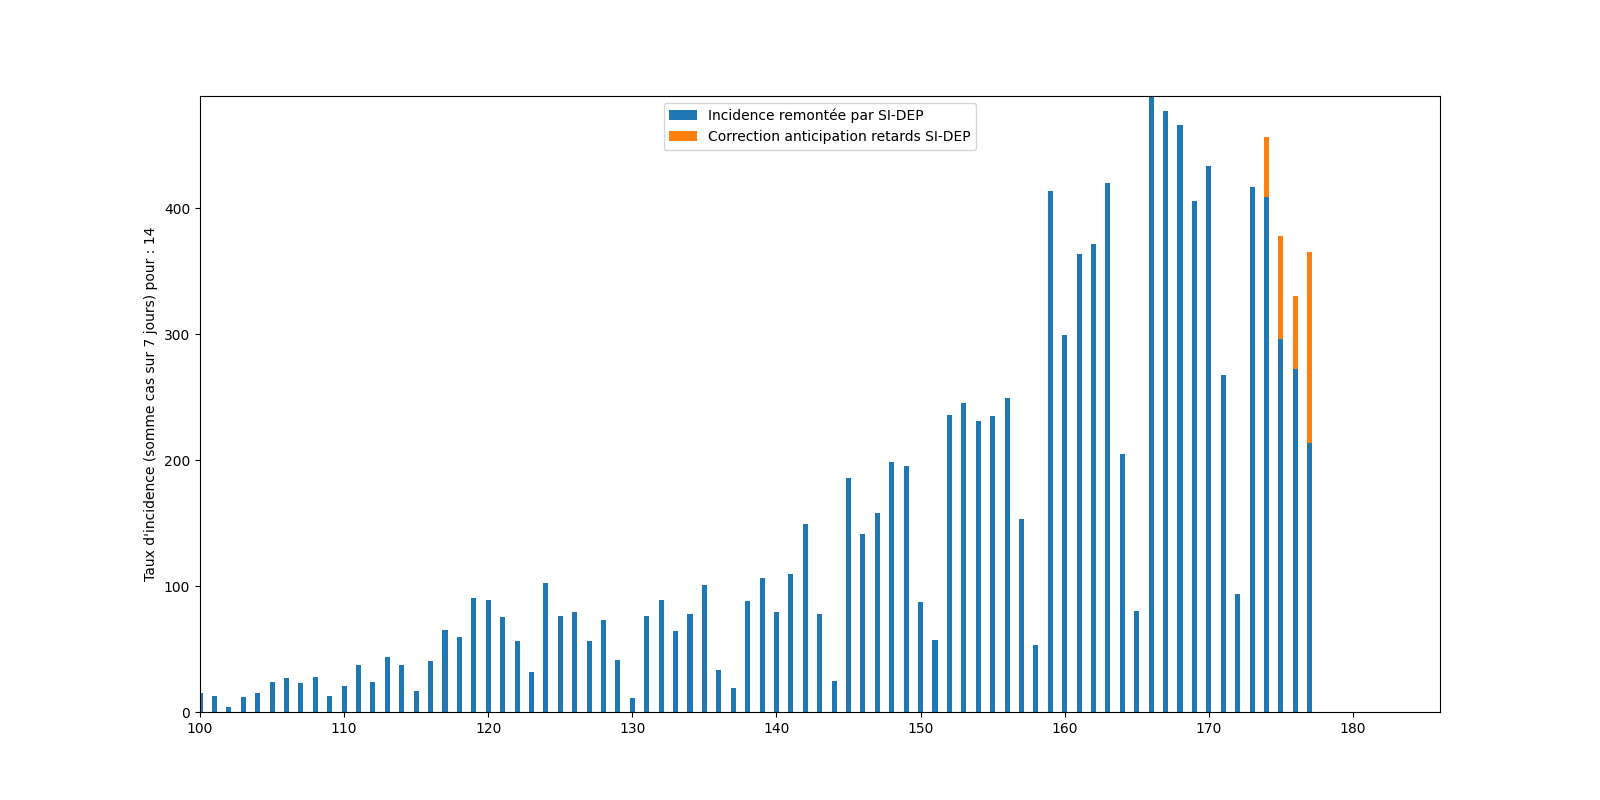 Incidence remontée par SI-DEP
Correction anticipation retards SI-DEP
Taux d'incidence (somme cas sur 7 jours) pour : 14
400
300
200
100
0
100 110 120 130 140 150 160 170 180